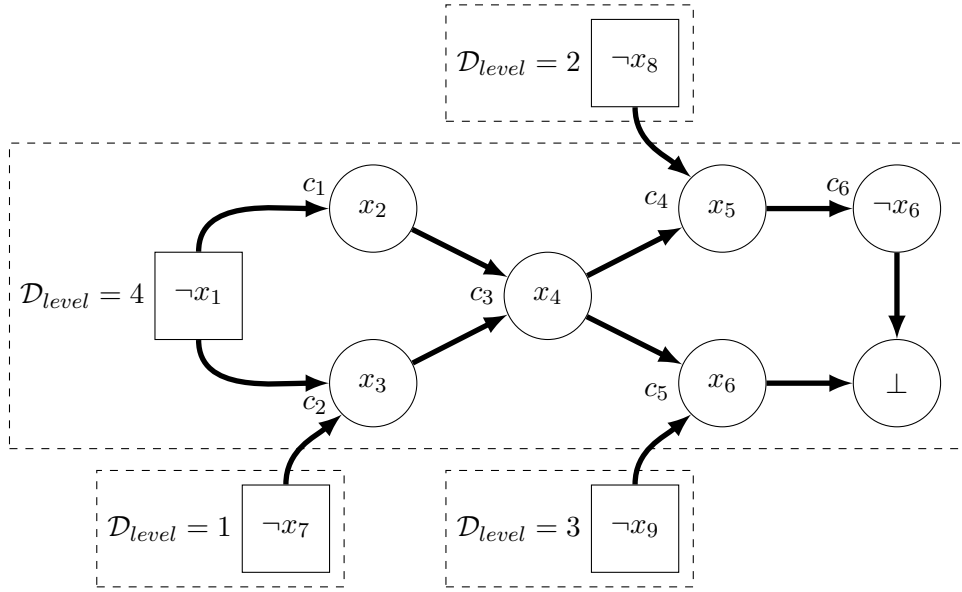 𝒟_level = 2 ¬x₈
c₁ x₂
c₄ x₅
c₆ ¬x₆
𝒟_level = 4 ¬x₁
c₃ x₄
c₂ x₃
c₅ x₆
⊥
𝒟_level = 1 ¬x₇
𝒟_level = 3 ¬x₉